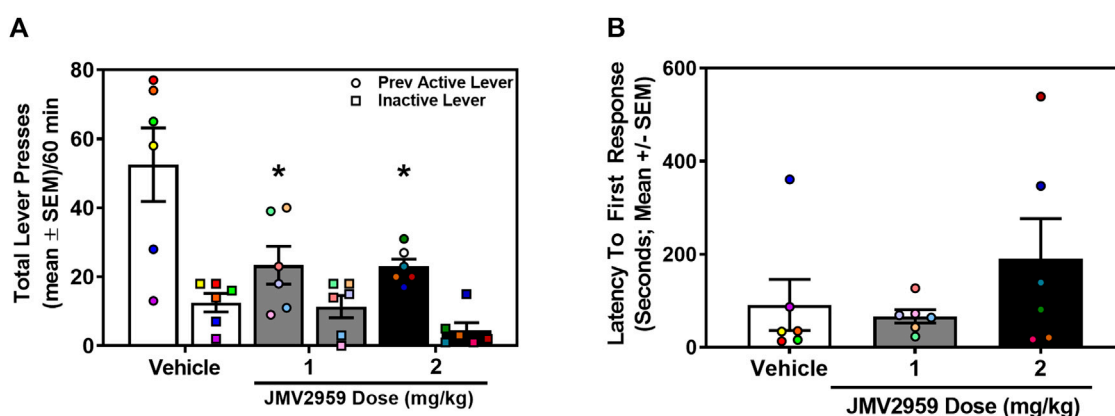 A
Total Lever Presses
(mean ± SEM)/60 min
80
60
40
20
0
Prev Active Lever
Inactive Lever
*
*
Vehicle
1
2
JMV2959 Dose (mg/kg)
B
Latency To First Response
(Seconds; Mean +/- SEM)
600
400
200
0
Vehicle
1
2
JMV2959 Dose (mg/kg)